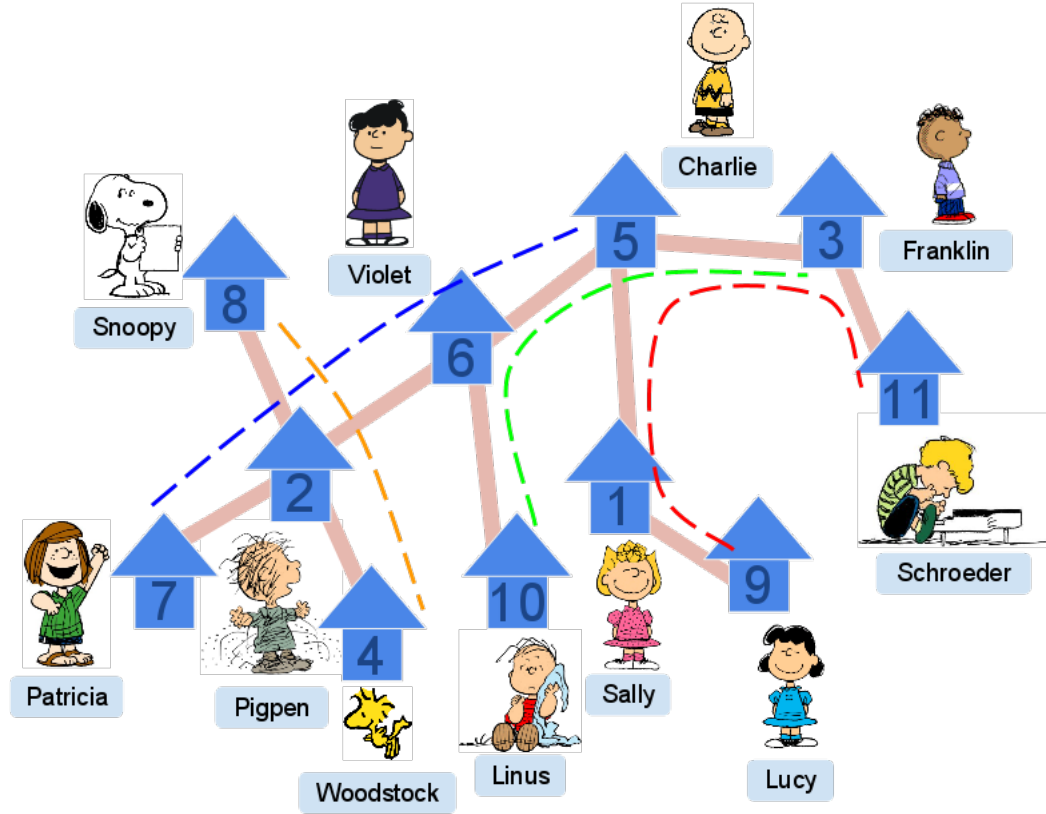 Charlie
Franklin
Violet
5
3
Snoopy
8
6
11
2
1
Schroeder
7
10
9
4
Patricia
Pigpen
Sally
Linus
Lucy
Woodstock